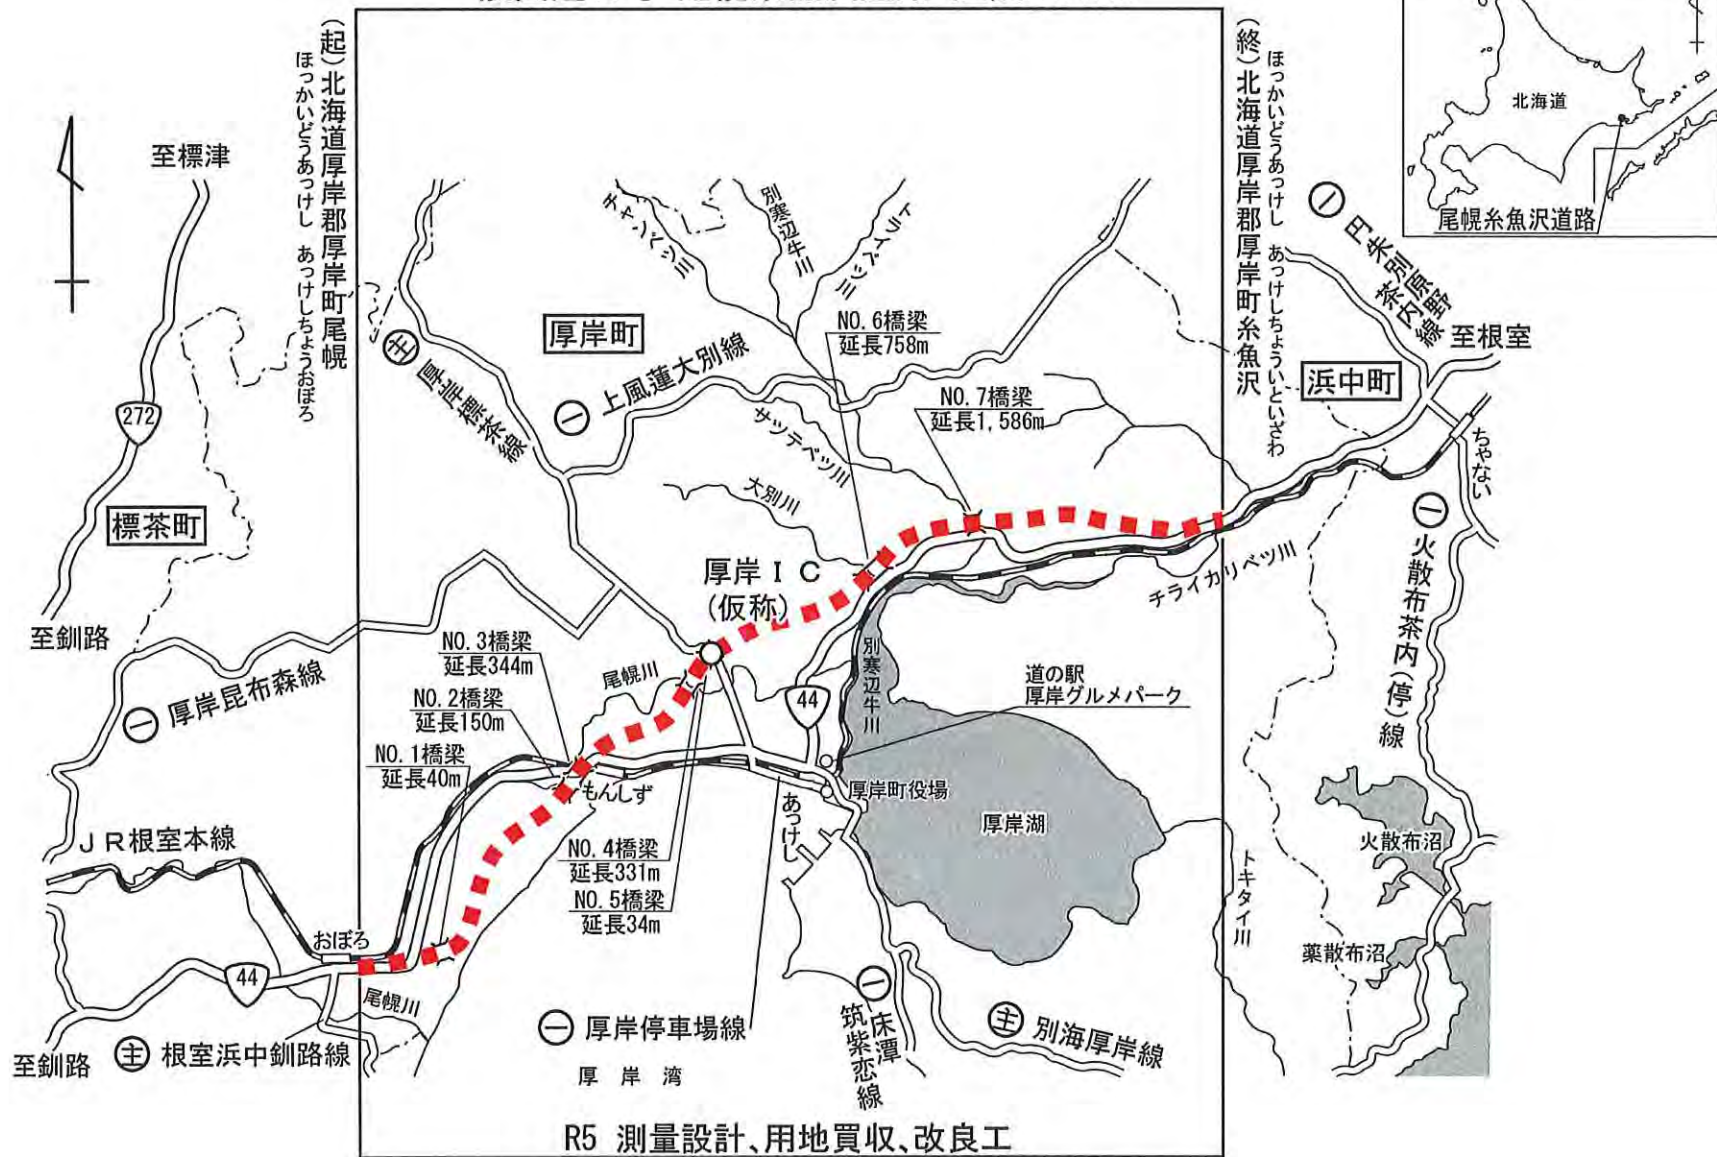 (起)北海道厚岸郡厚岸町尾幌
ほっかいどうあっけし あっけしちょうおぼろ
(終)北海道厚岸郡厚岸町糸魚沢
ほっかいどうあっけし あっけしちょういといざわ
北海道
尾幌糸魚沢道路
至標津
272
標茶町
至釧路
主 厚岸標茶線
厚岸町
一 上風蓮大別線
チャンベツ川
別寒辺牛川
トライベツ川
NO.6橋梁
延長758m
NO.7橋梁
延長1,586m
サッテベツ川
大別川
一 円朱別原野茶内線
至根室
浜中町
ちゃない
一 火散布茶内(停)線
チライカリベツ川
厚岸IC
(仮称)
NO.3橋梁
延長344m
NO.2橋梁
延長150m
NO.1橋梁
延長40m
尾幌川
44
別寒辺牛川
道の駅
厚岸グルメパーク
一 厚岸昆布森線
もんしず
あっけし
厚岸町役場
厚岸湖
火散布沼
JR根室本線
NO.4橋梁
延長331m
NO.5橋梁
延長34m
トキタイ川
藻散布沼
おぼろ
44
尾幌川
至釧路
主 根室浜中釧路線
一 厚岸停車場線
厚岸湾
一 床潭筑紫恋線
主 別海厚岸線
R5 測量設計、用地買収、改良工